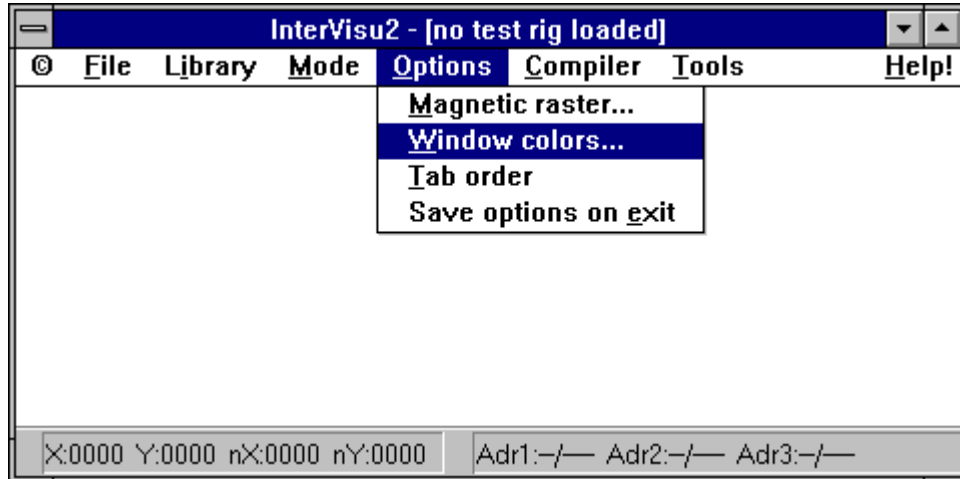 InterVisu2 - [no test rig loaded]
© File Library Mode Options Compiler Tools Help!
Magnetic raster...
Window colors...
Tab order
Save options on exit
X:0000 Y:0000 nX:0000 nY:0000 Adr1:-/-- Adr2:-/-- Adr3:-/--